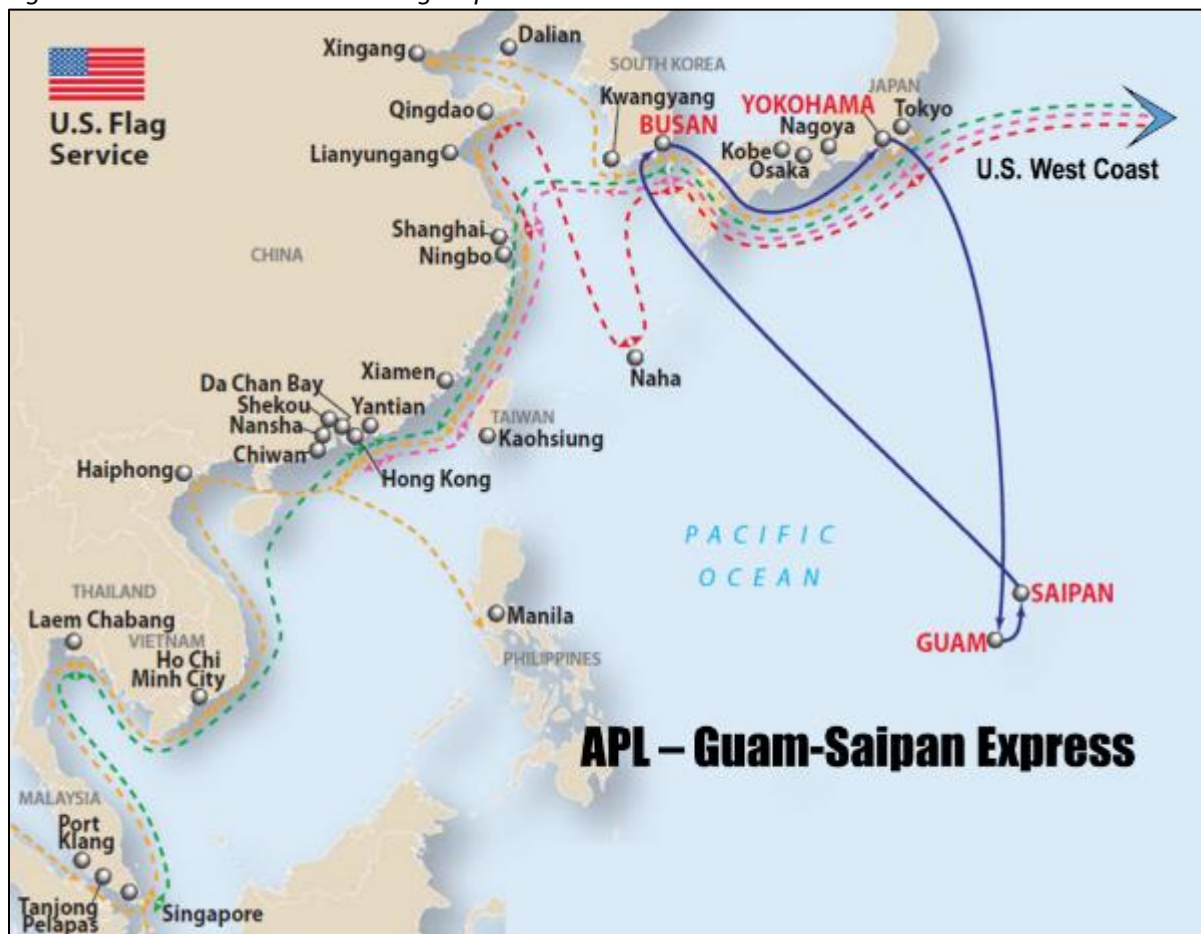 Xingang
Dalian
U.S. Flag
Service
SOUTH KOREA
JAPAN
Qingdao
Kwangyang
YOKOHAMA
Tokyo
BUSAN
Nagoya
Lianyungang
Kobe
Osaka
U.S. West Coast
Shanghai
Ningbo
CHINA
Naha
Xiamen
Da Chan Bay
Shekou
Yantian
Nansha
TAIWAN
Kaohsiung
Chiwan
Haiphong
Hong Kong
PACIFIC
OCEAN
THAILAND
Laem Chabang
Manila
SAIPAN
VIETNAM
GUAM
Ho Chi
Minh City
PHILIPPINES
APL – Guam-Saipan Express
MALAYSIA
Port
Klang
Tanjong
Pelapas
Singapore